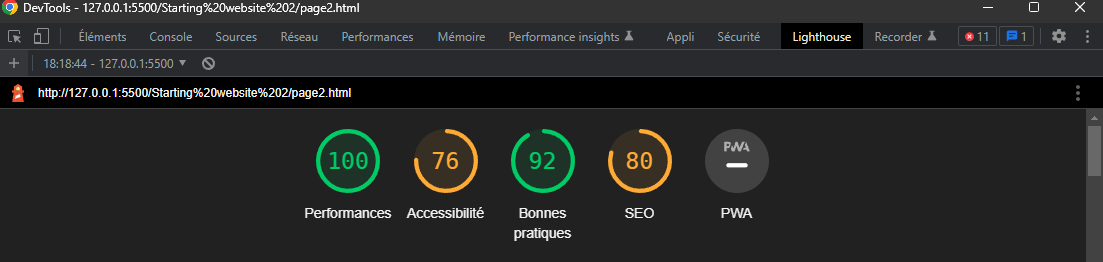 DevTools - 127.0.0.1:5500/Starting%20website%202/page2.html
Éléments Console Sources Réseau Performances Mémoire Performance insights Appli Sécurité Lighthouse Recorder 11 1
18:18:44 - 127.0.0.1:5500
http://127.0.0.1:5500/Starting%20website%202/page2.html
100 76 92 80 PWA
Performances Accessibilité Bonnes pratiques SEO PWA